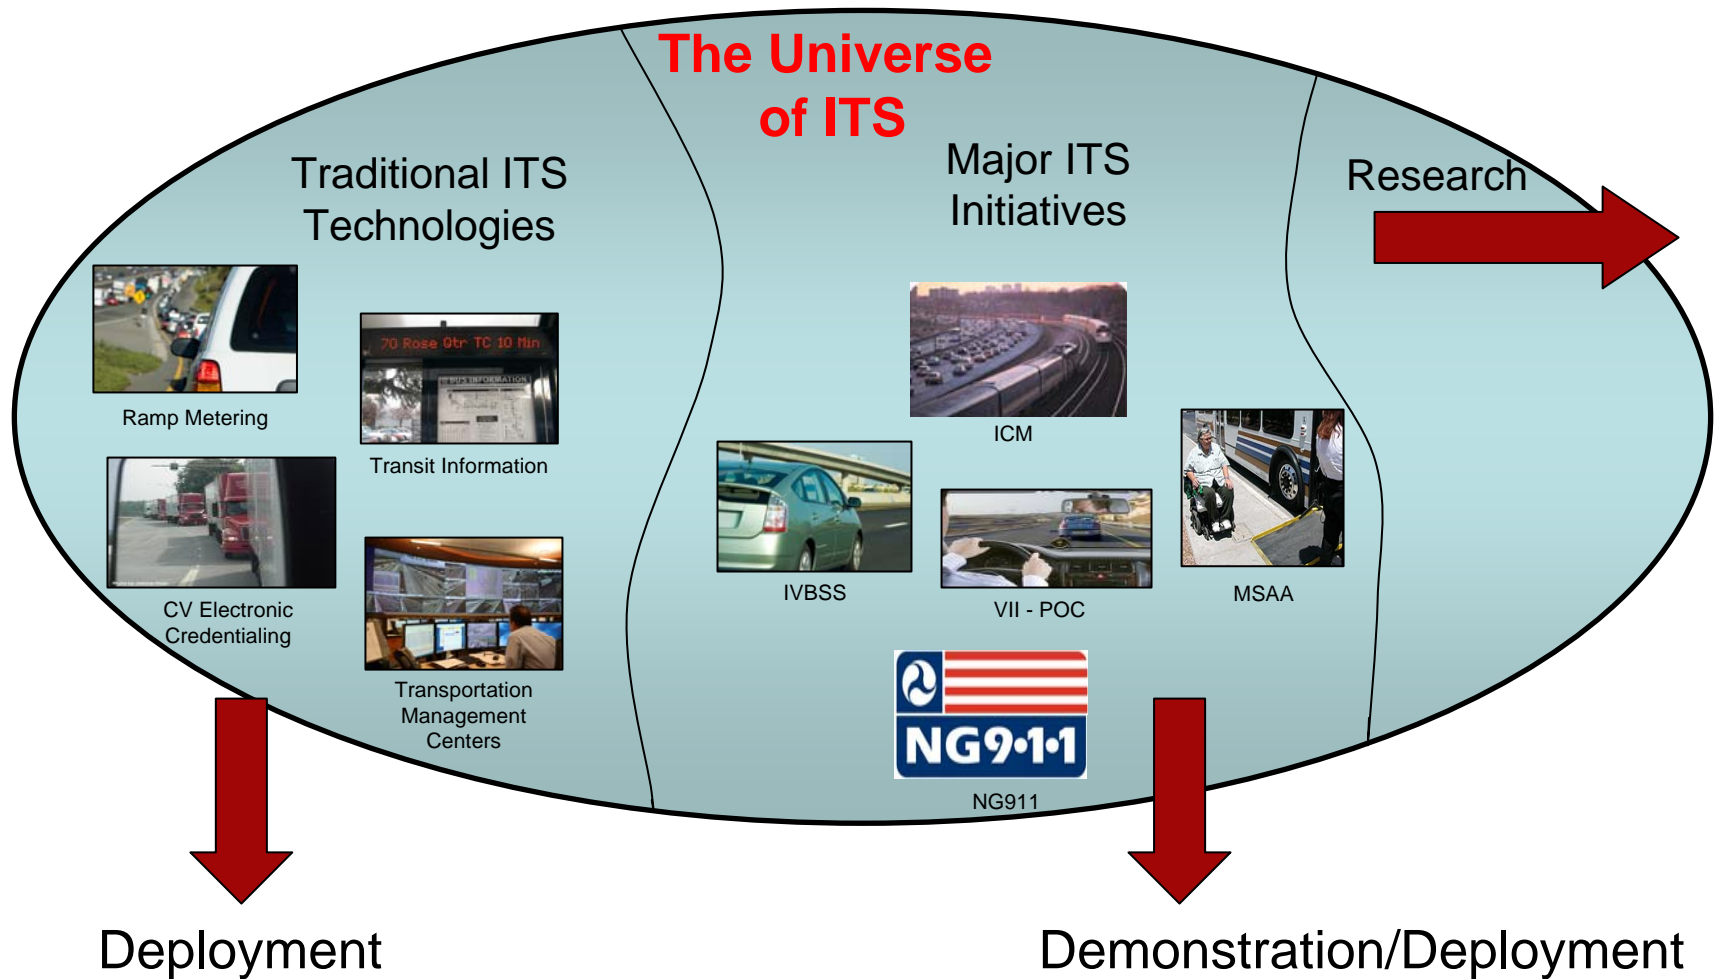 The Universe
of ITS
Traditional ITS
Technologies
Major ITS
Initiatives
Research
70 Rose Qtr TC 10 Min
BUS INFORMATION
Ramp Metering
Transit Information
CV Electronic
Credentialing
Transportation
Management
Centers
ICM
IVBSS
VII - POC
MSAA
NG9·1·1
NG911
Deployment
Demonstration/Deployment